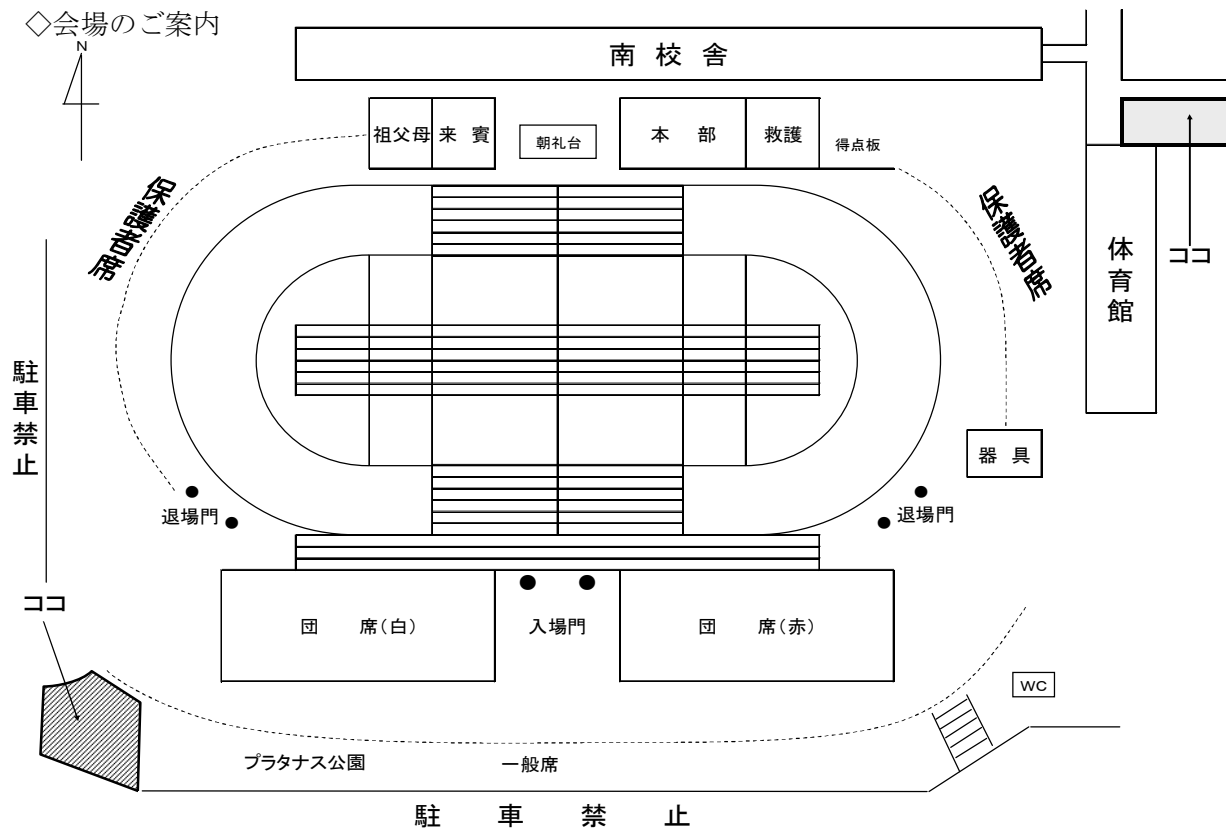 ◇会場のご案内
N
南 校 舎
祖父母
来 賓
朝礼台
本 部
救護
得点板
保護者席
保護者席
体育館
ココ
駐車禁止
器 具
退場門
退場門
ココ
団 席(白)
入場門
団 席(赤)
WC
プラタナス公園
一般席
駐 車 禁 止